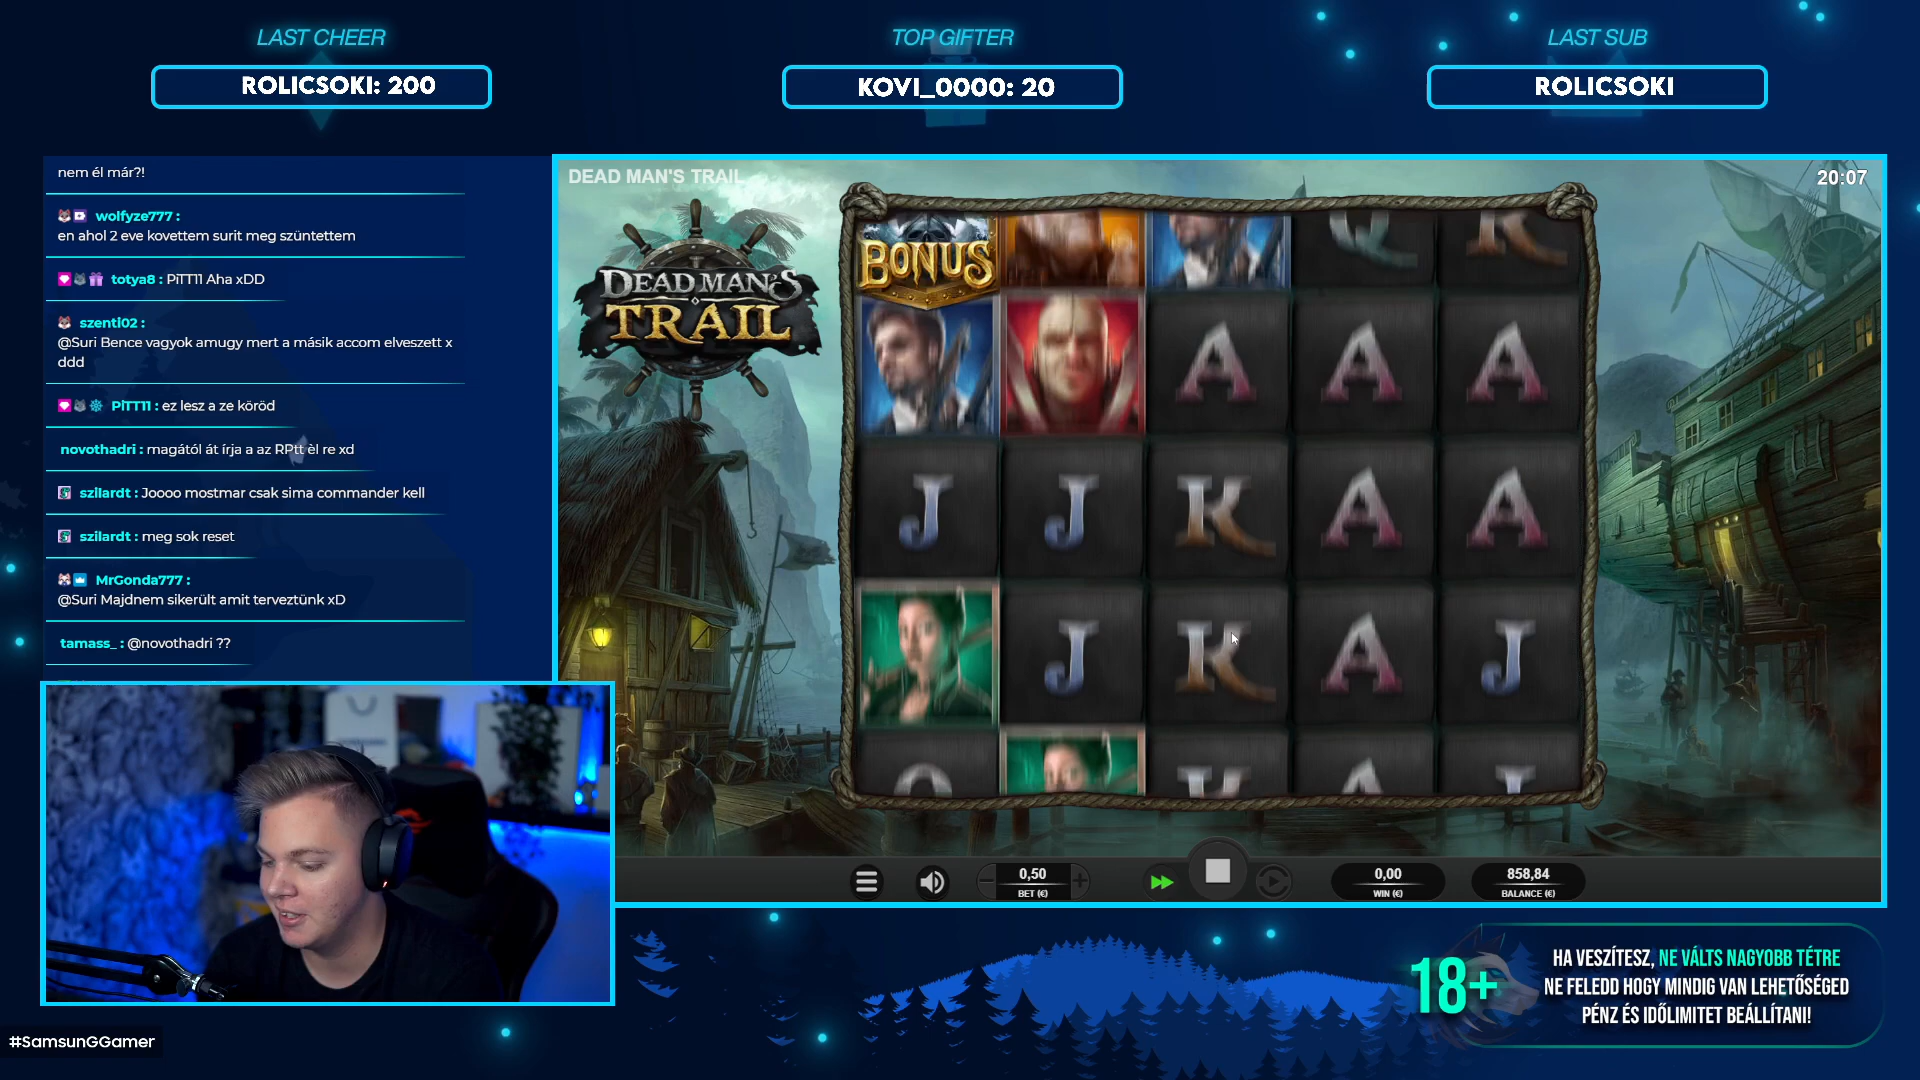 LAST CHEER
ROLICSOKI: 200
TOP GIFTER
KOVI_0000: 20
LAST SUB
ROLICSOKI
nem él már?!
wolfyze777 :
en ahol 2 eve kovettem surit meg szüntettem
totya8 : PiTT11 Aha xDD
szenti02 :
@Suri Bence vagyok amugy mert a másik accom elveszett x
ddd
PiTT11 : ez lesz a ze köröd
novothadri : magától át írja a az RPtt èl re xd
szilardt : Joooo mostmar csak sima commander kell
szilardt : meg sok reset
MrGonda777 :
@Suri Majdnem sikerült amit terveztünk xD
tamass_ : @novothadri ??
DEAD MAN'S TRAIL
20:07
DEAD MAN'S
TRAIL
BONUS
Q
K
A
A
A
J
J
K
A
A
J
K
A
J
0,50
BET (€)
0,00
WIN (€)
858,84
BALANCE (€)
18+
HA VESZÍTESZ, NE VÁLTS NAGYOBB TÉTRE
NE FELEDD HOGY MINDIG VAN LEHETŐSÉGED
PÉNZ ÉS IDŐLIMITET BEÁLLÍTANI!
#SamsunGGamer